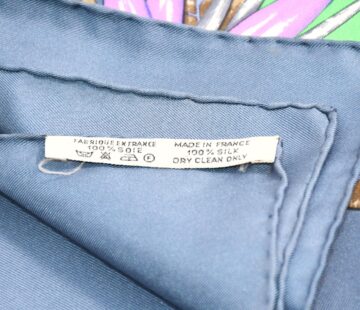 FABRIQUE EN FRANCE
100% SOIE
MADE IN FRANCE
100% SILK
DRY CLEAN ONLY